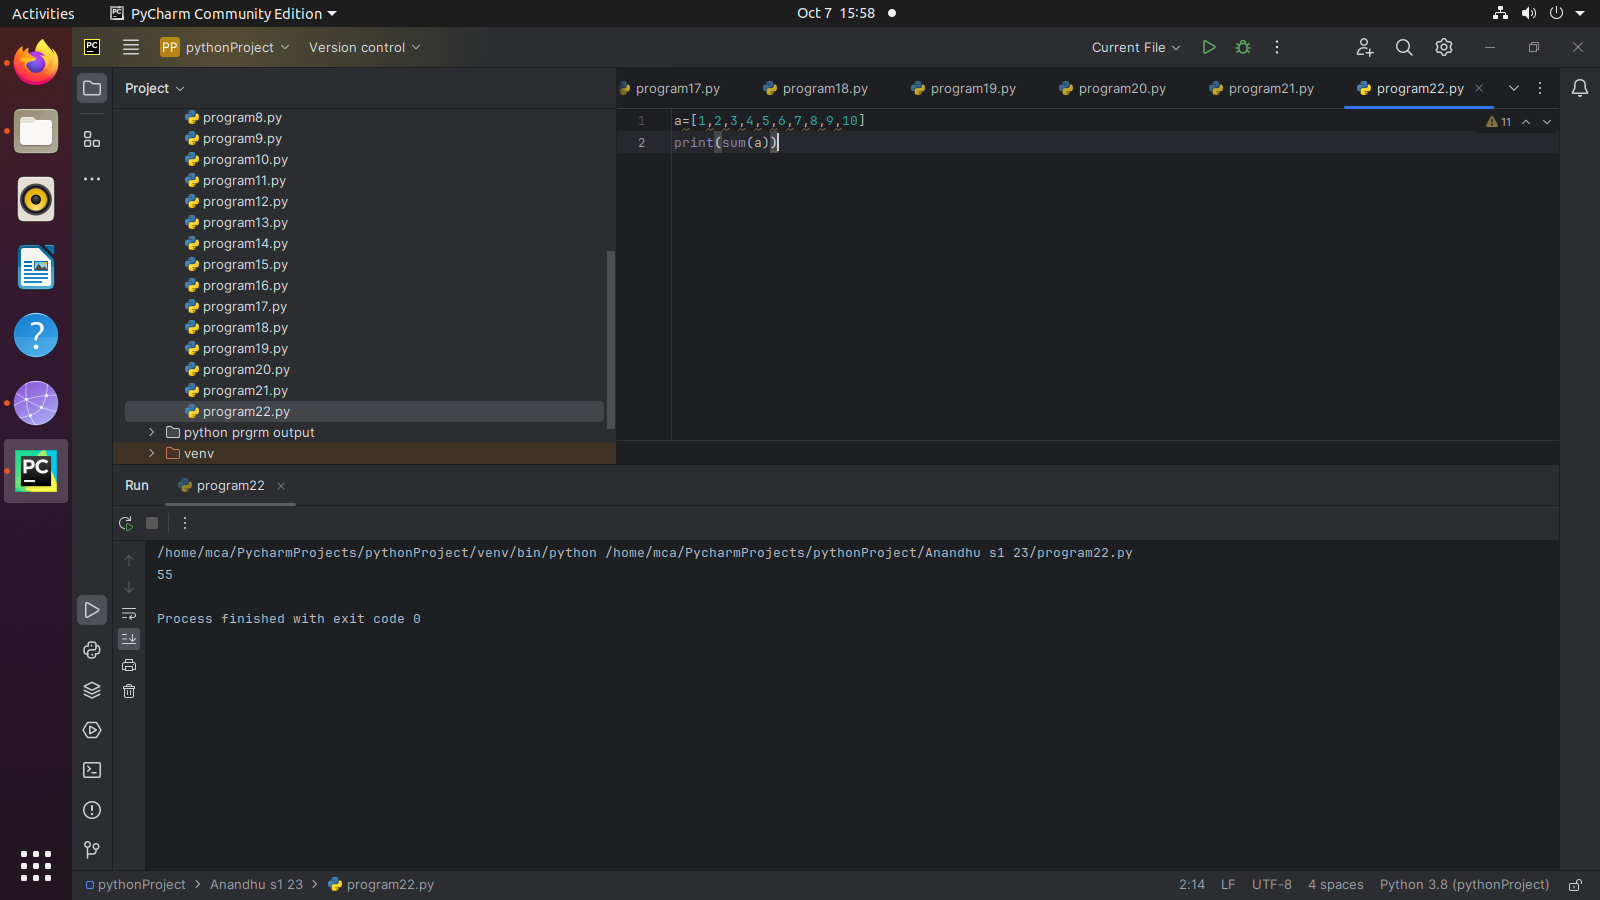 Activities PyCharm Community Edition Oct 7 15:58
PC PP pythonProject Version control Current File
Project program17.py program18.py program19.py program20.py program21.py program22.py
program8.py
program9.py
program10.py
program11.py
program12.py
program13.py
program14.py
program15.py
program16.py
program17.py
program18.py
program19.py
program20.py
program21.py
program22.py
python prgrm output
venv
1 a=[1,2,3,4,5,6,7,8,9,10] 11
2 print(sum(a))
?
PC
Run program22
/home/mca/PycharmProjects/pythonProject/venv/bin/python /home/mca/PycharmProjects/pythonProject/Anandhu s1 23/program22.py
55
Process finished with exit code 0
pythonProject > Anandhu s1 23 > program22.py 2:14 LF UTF-8 4 spaces Python 3.8 (pythonProject)